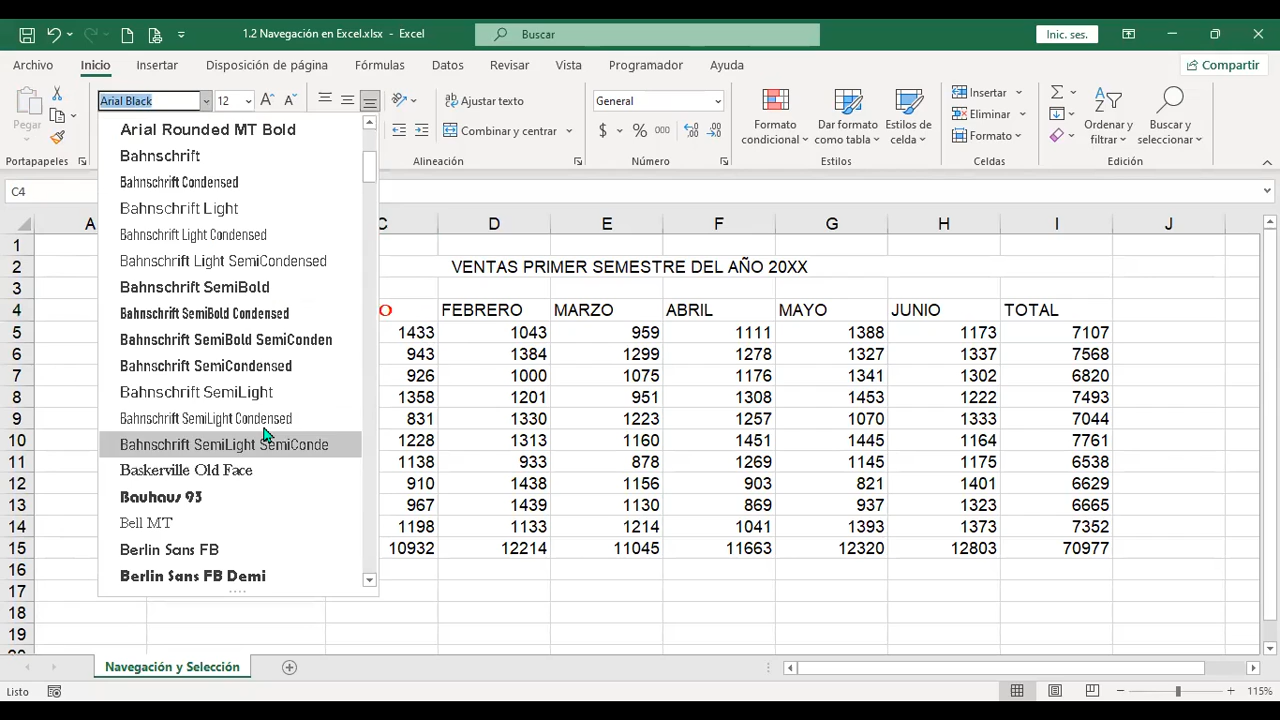 1.2 Navegación en Excel.xlsx - Excel
Buscar
Inic. ses.
Archivo Inicio Insertar Disposición de página Fórmulas Datos Revisar Vista Programador Ayuda Compartir
Pegar
Portapapeles
Arial Black 12
Ajustar texto
Combinar y centrar
Alineación
General
$ % 000
Número
Formato condicional
Dar formato como tabla
Estilos de celda
Estilos
Insertar
Eliminar
Formato
Celdas
Ordenar y filtrar
Buscar y seleccionar
Edición
C4
Arial Rounded MT Bold
Bahnschrift
Bahnschrift Condensed
Bahnschrift Light
Bahnschrift Light Condensed
Bahnschrift Light SemiCondensed
Bahnschrift SemiBold
Bahnschrift SemiBold Condensed
Bahnschrift SemiBold SemiConden
Bahnschrift SemiCondensed
Bahnschrift SemiLight
Bahnschrift SemiLight Condensed
Bahnschrift SemiLight SemiConde
Baskerville Old Face
Bauhaus 93
Bell MT
Berlin Sans FB
Berlin Sans FB Demi
A C D E F G H I J
1
2 VENTAS PRIMER SEMESTRE DEL AÑO 20XX
3
4 O FEBRERO MARZO ABRIL MAYO JUNIO TOTAL
5 1433 1043 959 1111 1388 1173 7107
6 943 1384 1299 1278 1327 1337 7568
7 926 1000 1075 1176 1341 1302 6820
8 1358 1201 951 1308 1453 1222 7493
9 831 1330 1223 1257 1070 1333 7044
10 1228 1313 1160 1451 1445 1164 7761
11 1138 933 878 1269 1145 1175 6538
12 910 1438 1156 903 821 1401 6629
13 967 1439 1130 869 937 1323 6665
14 1198 1133 1214 1041 1393 1373 7352
15 10932 12214 11045 11663 12320 12803 70977
16
17
18
19
Navegación y Selección
Listo
115%